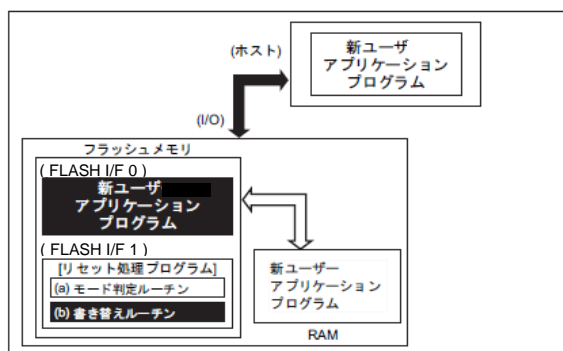 (ホスト)
新ユーザ
アプリケーション
プログラム
(I/O)
フラッシュメモリ
( FLASH I/F 0 )
新ユーザ
アプリケーション
プログラム
( FLASH I/F 1 )
[リセット処理プログラム]
(a) モード判定ルーチン
(b) 書き替えルーチン
新ユーザー
アプリケーション
プログラム
RAM